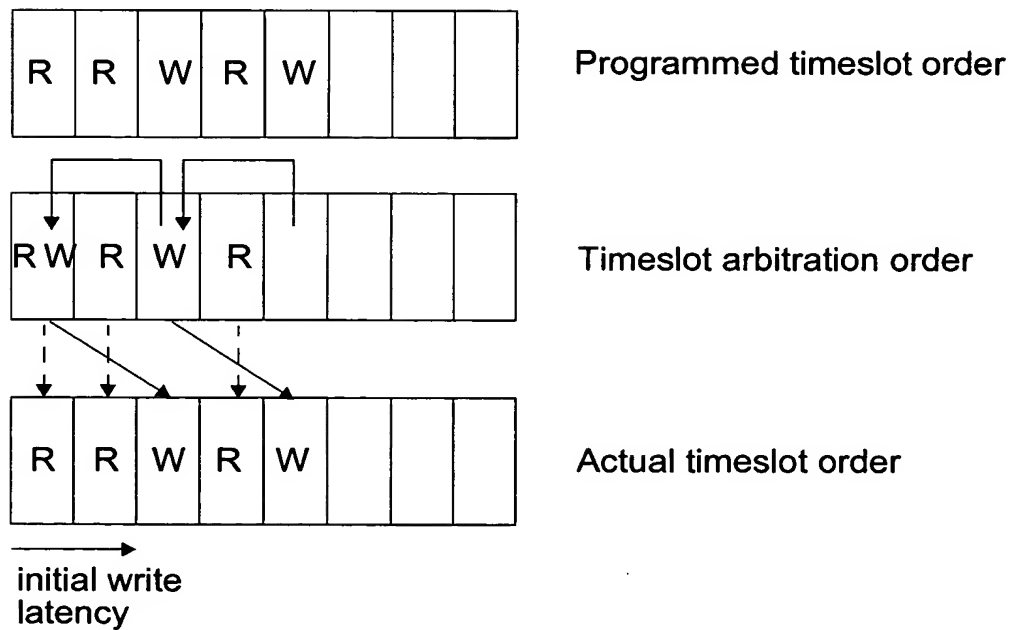 R R W R W
Programmed timeslot order
R W R W R
Timeslot arbitration order
R R W R W
Actual timeslot order
initial write
latency